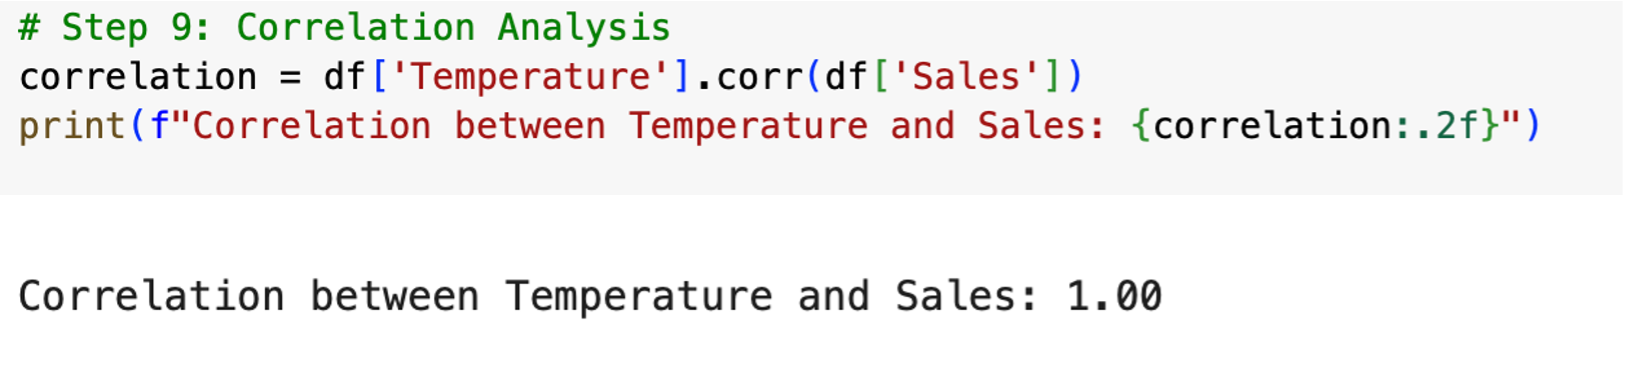 # Step 9: Correlation Analysis
correlation = df['Temperature'].corr(df['Sales'])
print(f"Correlation between Temperature and Sales: {correlation:.2f}")
Correlation between Temperature and Sales: 1.00